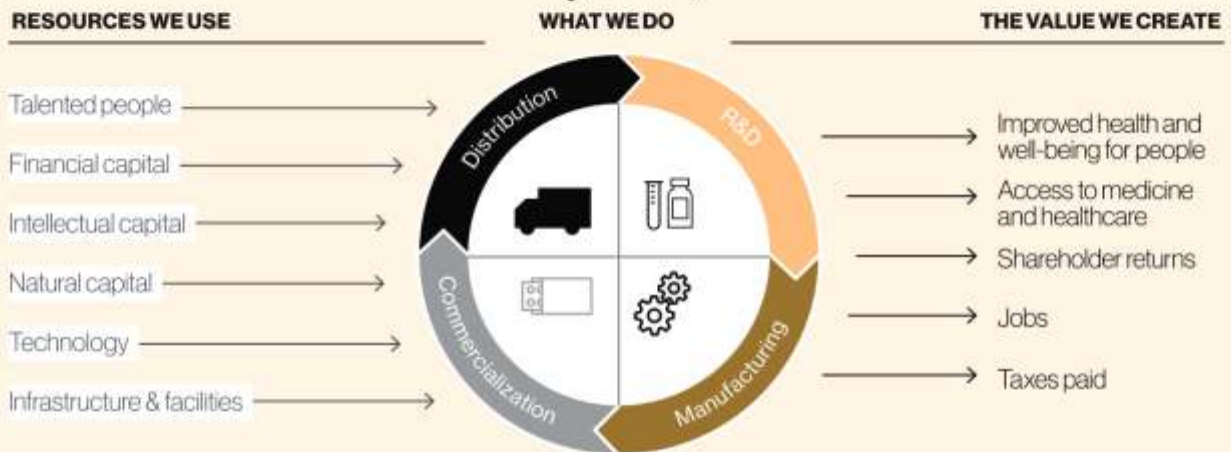 RESOURCES WE USE
WHAT WE DO
THE VALUE WE CREATE
Talented people
Financial capital
Intellectual capital
Natural capital
Technology
Infrastructure & facilities
Distribution
R&D
Commercialization
Manufacturing
Improved health and
well-being for people
Access to medicine
and healthcare
Shareholder returns
Jobs
Taxes paid